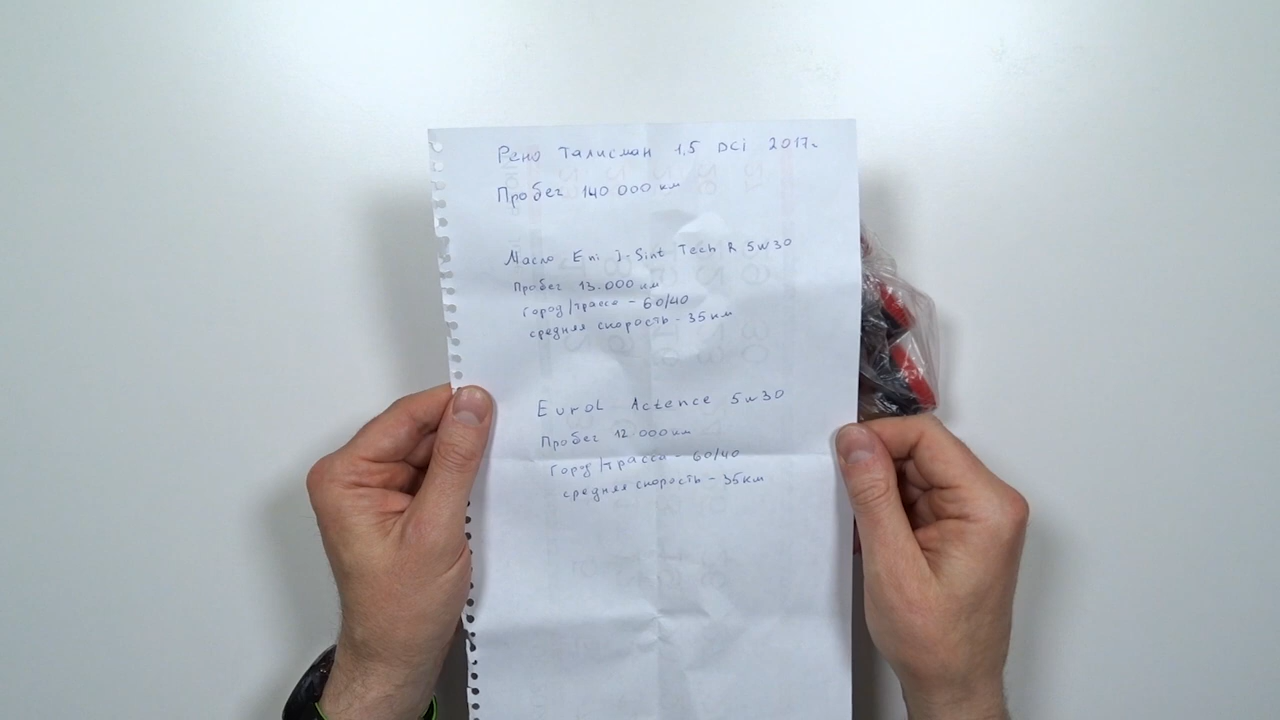 Рено Талисман 1,5 DCi 2017г
Пробег 140 000 км
Масло Eni I-Sint Tech R 5w30
Пробег 13.000 км
Город/трасса - 60/40
средняя скорость - 35км
Eurol Actence 5w30
Пробег 12 000 км
Город/трасса - 60/40
средняя скорость - 35км